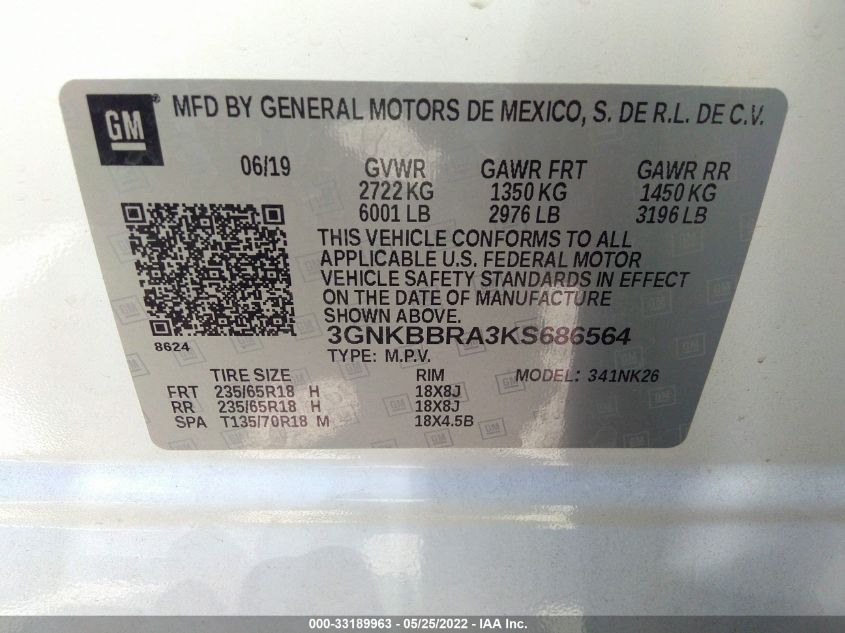 GM ® MFD BY GENERAL MOTORS DE MEXICO, S. DE R.L. DE C.V.
06/19 GVWR GAWR FRT GAWR RR
2722 KG 1350 KG 1450 KG
6001 LB 2976 LB 3196 LB
THIS VEHICLE CONFORMS TO ALL
APPLICABLE U.S. FEDERAL MOTOR
VEHICLE SAFETY STANDARDS IN EFFECT
ON THE DATE OF MANUFACTURE
SHOWN ABOVE.
8624 3GNKBBRA3KS686564
TYPE: M.P.V.
TIRE SIZE RIM MODEL: 341NK26
FRT 235/65R18 H 18X8J
RR 235/65R18 H 18X8J
SPA T135/70R18 M 18X4.5B
000-33189963 - 05/25/2022 - IAA Inc.